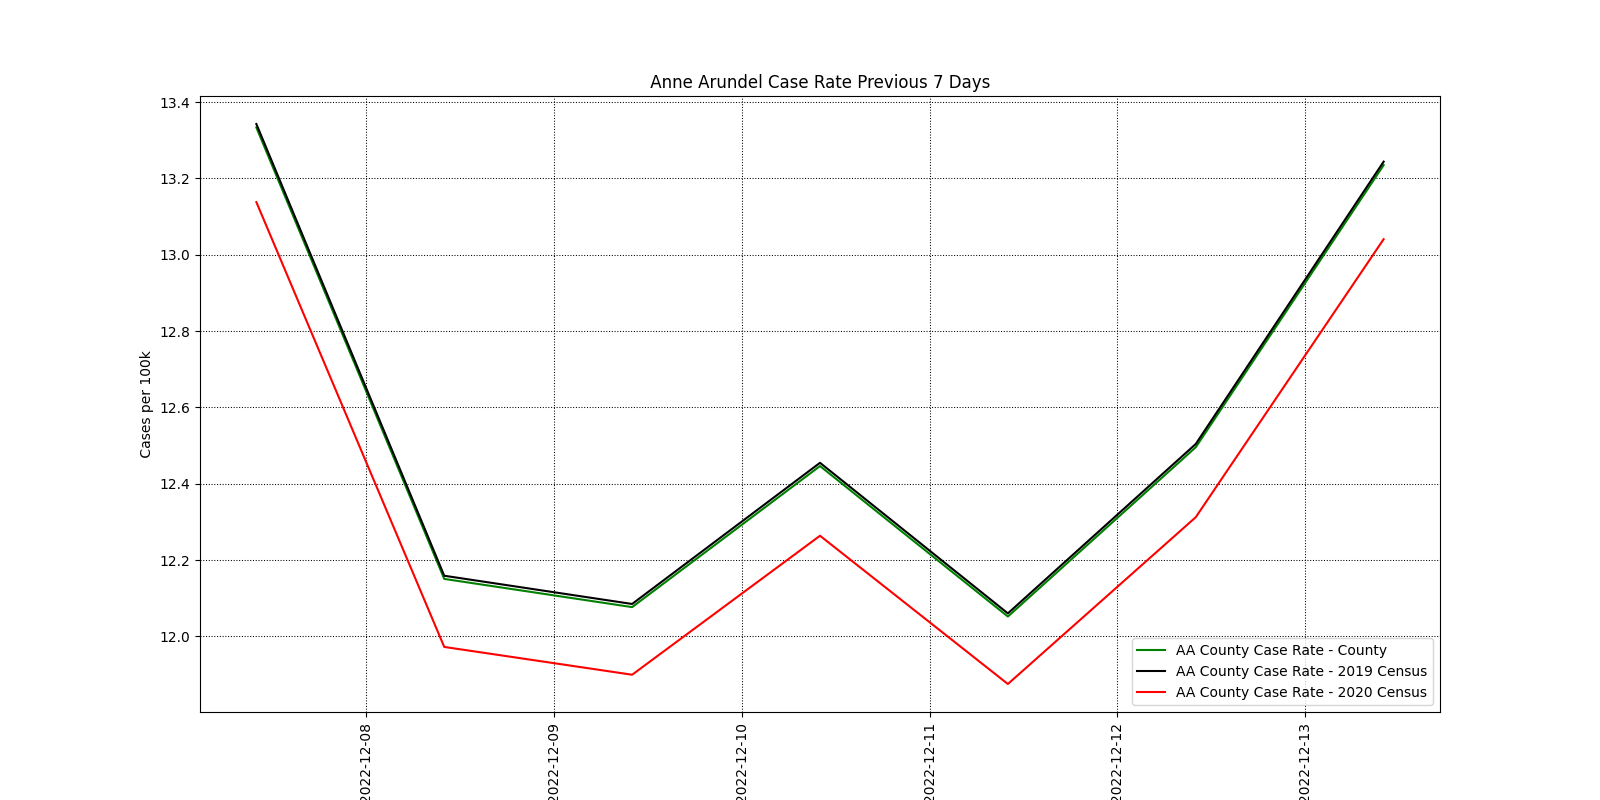 Anne Arundel Case Rate Previous 7 Days
13.4
13.2
13.0
12.8
12.6
12.4
12.2
12.0
Cases per 100k
AA County Case Rate - County
AA County Case Rate - 2019 Census
AA County Case Rate - 2020 Census
2022-12-08
2022-12-09
2022-12-10
2022-12-11
2022-12-12
2022-12-13